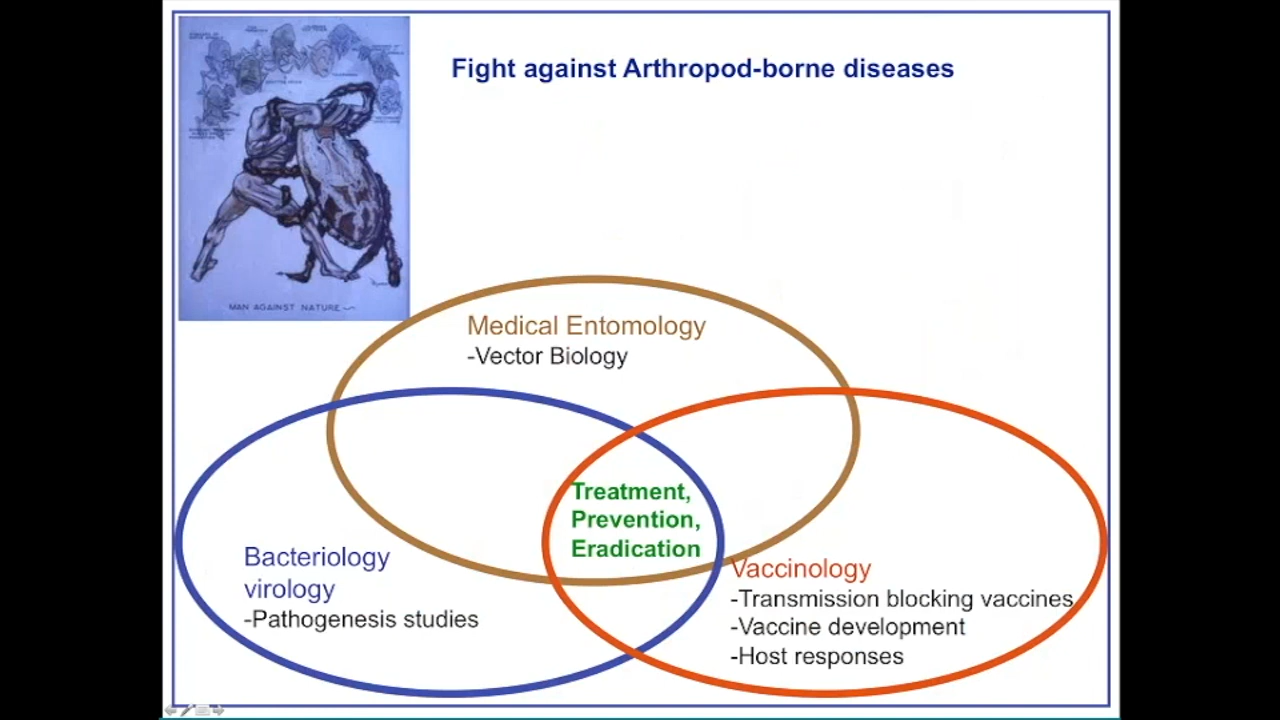 Fight against Arthropod-borne diseases
MAN AGAINST NATURE
Medical Entomology
-Vector Biology
Treatment,
Prevention,
Eradication
Bacteriology
virology
-Pathogenesis studies
Vaccinology
-Transmission blocking vaccines
-Vaccine development
-Host responses